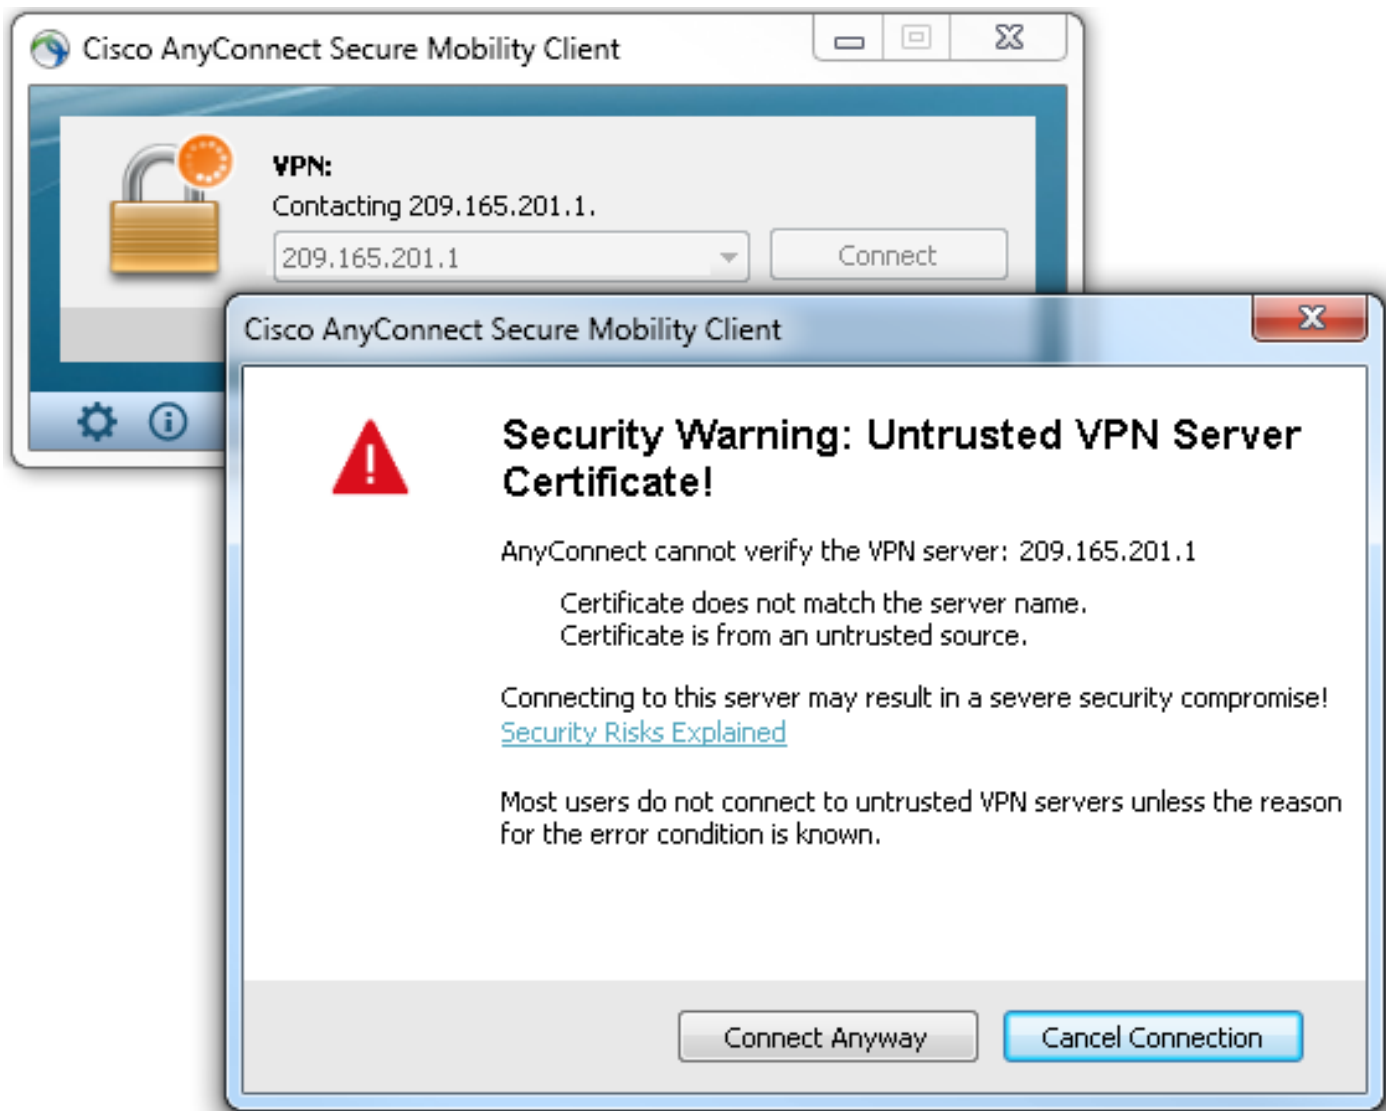 Cisco AnyConnect Secure Mobility Client
VPN:
Contacting 209.165.201.1.
209.165.201.1
Connect
Cisco AnyConnect Secure Mobility Client
Security Warning: Untrusted VPN Server
Certificate!
AnyConnect cannot verify the VPN server: 209.165.201.1
Certificate does not match the server name.
Certificate is from an untrusted source.
Connecting to this server may result in a severe security compromise!
Security Risks Explained
Most users do not connect to untrusted VPN servers unless the reason
for the error condition is known.
Connect Anyway
Cancel Connection